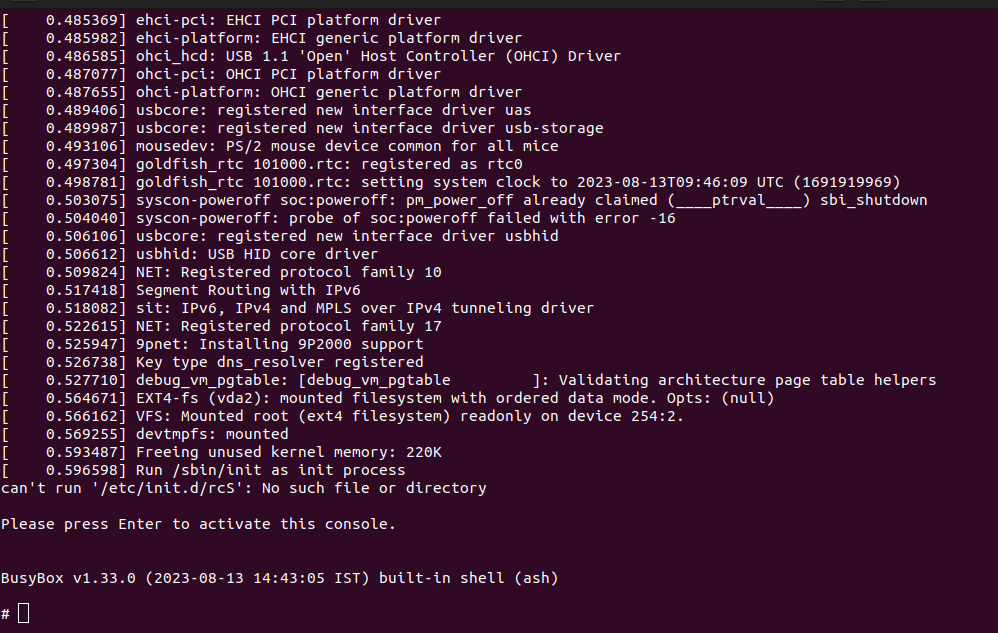 [    0.485369] ehci-pci: EHCI PCI platform driver
[    0.485982] ehci-platform: EHCI generic platform driver
[    0.486585] ohci_hcd: USB 1.1 'Open' Host Controller (OHCI) Driver
[    0.487077] ohci-pci: OHCI PCI platform driver
[    0.487655] ohci-platform: OHCI generic platform driver
[    0.489406] usbcore: registered new interface driver uas
[    0.489987] usbcore: registered new interface driver usb-storage
[    0.493106] mousedev: PS/2 mouse device common for all mice
[    0.497304] goldfish_rtc 101000.rtc: registered as rtc0
[    0.498781] goldfish_rtc 101000.rtc: setting system clock to 2023-08-13T09:46:09 UTC (1691919969)
[    0.503075] syscon-poweroff soc:poweroff: pm_power_off already claimed (____ptrval____) sbi_shutdown
[    0.504040] syscon-poweroff: probe of soc:poweroff failed with error -16
[    0.506106] usbcore: registered new interface driver usbhid
[    0.506612] usbhid: USB HID core driver
[    0.509824] NET: Registered protocol family 10
[    0.517418] Segment Routing with IPv6
[    0.518082] sit: IPv6, IPv4 and MPLS over IPv4 tunneling driver
[    0.522615] NET: Registered protocol family 17
[    0.525947] 9pnet: Installing 9P2000 support
[    0.526738] Key type dns_resolver registered
[    0.527710] debug_vm_pgtable: [debug_vm_pgtable         ]: Validating architecture page table helpers
[    0.564671] EXT4-fs (vda2): mounted filesystem with ordered data mode. Opts: (null)
[    0.566162] VFS: Mounted root (ext4 filesystem) readonly on device 254:2.
[    0.569255] devtmpfs: mounted
[    0.593487] Freeing unused kernel memory: 220K
[    0.596598] Run /sbin/init as init process
can't run '/etc/init.d/rcS': No such file or directory
Please press Enter to activate this console.
BusyBox v1.33.0 (2023-08-13 14:43:05 IST) built-in shell (ash)
#